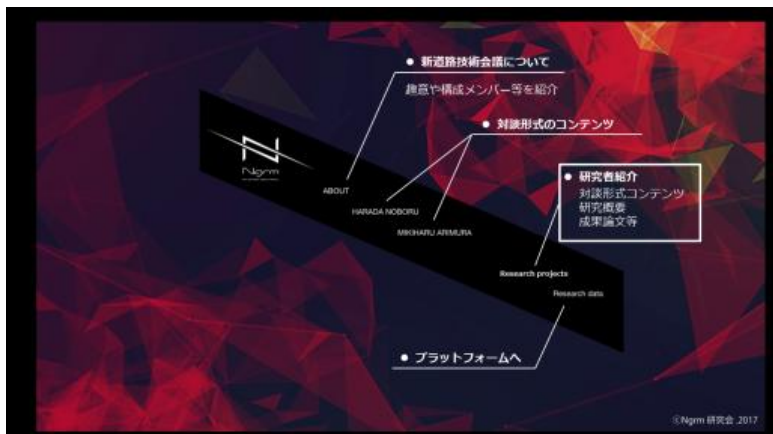 ● 新道路技術会議について
趣意や構成メンバー等を紹介
● 対談形式のコンテンツ
Ngrm
ABOUT
HARADA NOBORU
MIKIHARU ARIMURA
● 研究者紹介
対談形式コンテンツ
研究概要
成果論文等
Research projects
Research data
● プラットフォームへ
©Ngrm 研究会 ,2017